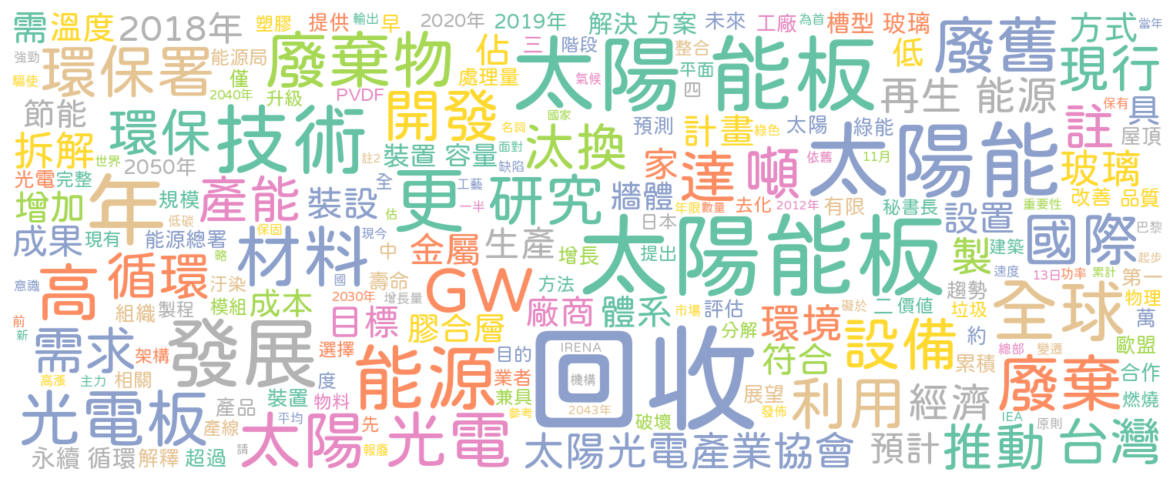 需 溫度 2018年 塑膠 提供 輸出 早 2020年 2019年 解決 方案 未來 工廠 為首 槽型 玻璃 方式 當年
強勁 環保署 能源局 廢棄物 佔 三 階段 整合 太陽能板 低 廢舊 現行
驅使 僅 處理量 氣候 平面 四 再生 能源
節能 2040年 升級 PVDF 開發 國家 保有 具
環保 技術 名詞 面對 汰換 預測 計畫 綠色 太陽 綠能 註 屋頂
拆解 世界 2050年 註2 裝置 容量 缺陷 家 達 噸 依舊 11月 太陽能 玻璃
光電 完整 年 規模 產能 裝設 全 更 工藝 研究 牆體 年限 數量 去化 2012年 有限 秘書長 重要性 改善 品質
增加 低碳 估 一半 日本 設置 國際 巴黎
成果 現有 能源總署 保固 材料 現今 中 金屬 生產 增長 提出 太陽能板 製 建築
意識 高 循環 汙染 略 國 壽命 GW 方法 速度 13日 功率 累計 第一 起步
組織 製程 模組 成本 2030年 增長量 廠商 體系 市場 評估 礙於 二 價值 趨勢 垃圾 全球 物理
前 新 目標 膠合層 分解 環境 設備 約 萬
需求 架構 發展 選擇 能源 目的 IRENA 回收 符合 總部 變遷 歐盟
高漲 主力 相關 度 業者 機構 展望 累積 廢棄 合作
光電板 產品 裝置 物料 兼具 參考 2043年 發佈 利用 經濟 燃燒
產線 平均 先 太陽 光電 破壞 IEA 原則
永續 循環 解釋 超過 請 報廢 太陽光電產業協會 預計 推動 台灣